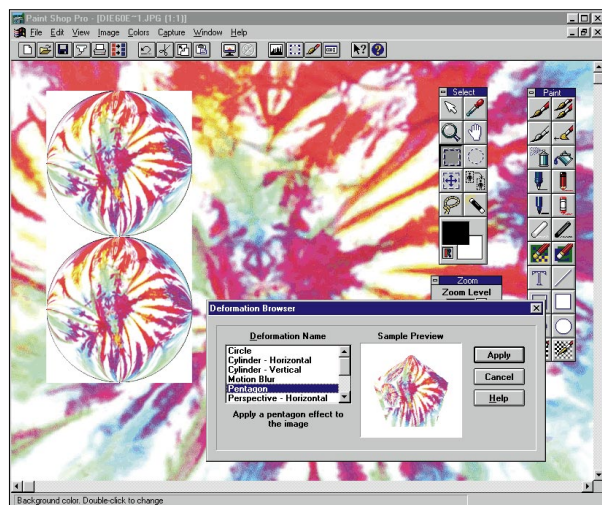 Paint Shop Pro - [DIE60E~1.JPG (1:1)]
File Edit View Image Colors Capture Window Help
Select
Paint
Zoom
Zoom Level
Deformation Browser
Deformation Name
Sample Preview
Circle
Cylinder - Horizontal
Cylinder - Vertical
Motion Blur
Pentagon
Perspective - Horizontal
Apply a pentagon effect to
the image
Apply
Cancel
Help
Background color. Double-click to change